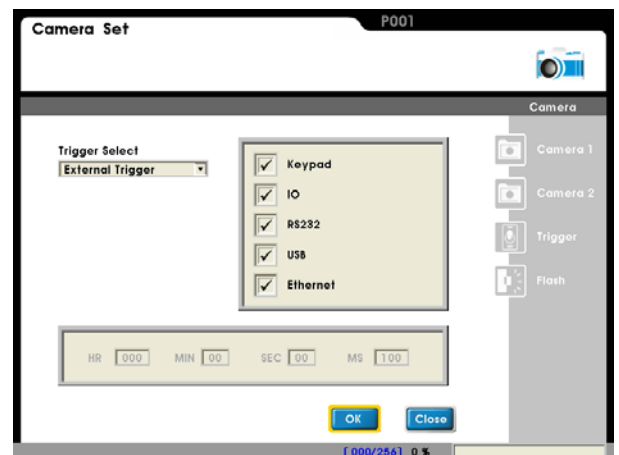 Camera Set
P001
Camera
Trigger Select
External Trigger
Keypad
IO
RS232
USB
Ethernet
Camera 1
Camera 2
Trigger
Flash
HR 000 MIN 00 SEC 00 MS 100
OK Close
[000/256] 0 %